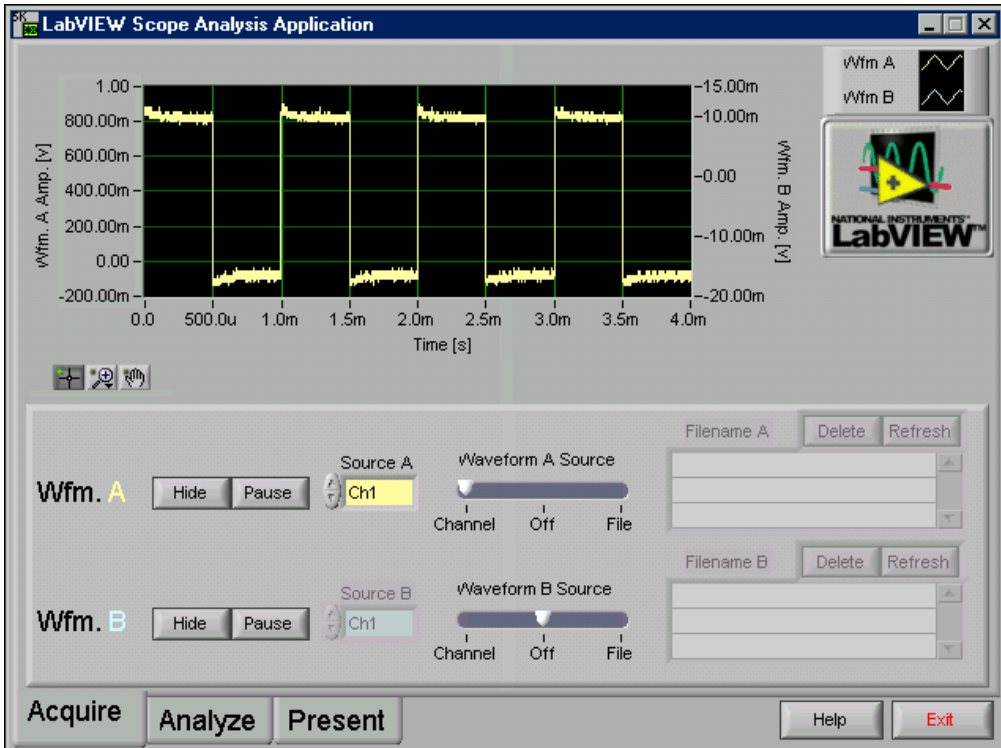 SK
LabVIEW Scope Analysis Application
Wfm A
Wfm B
NATIONAL INSTRUMENTS™
LabVIEW™
Wfm. A Amp. [V]
1.00
800.00m
600.00m
400.00m
200.00m
0.00
-200.00m
-15.00m
-10.00m
-0.00
-10.00m
-20.00m
Wfm. B Amp. [V]
0.0 500.0u 1.0m 1.5m 2.0m 2.5m 3.0m 3.5m 4.0m
Time [s]
Wfm. A
Hide Pause
Source A
Ch1
Waveform A Source
Channel Off File
Filename A Delete Refresh
Wfm. B
Hide Pause
Source B
Ch1
Waveform B Source
Channel Off File
Filename B Delete Refresh
Acquire Analyze Present
Help Exit